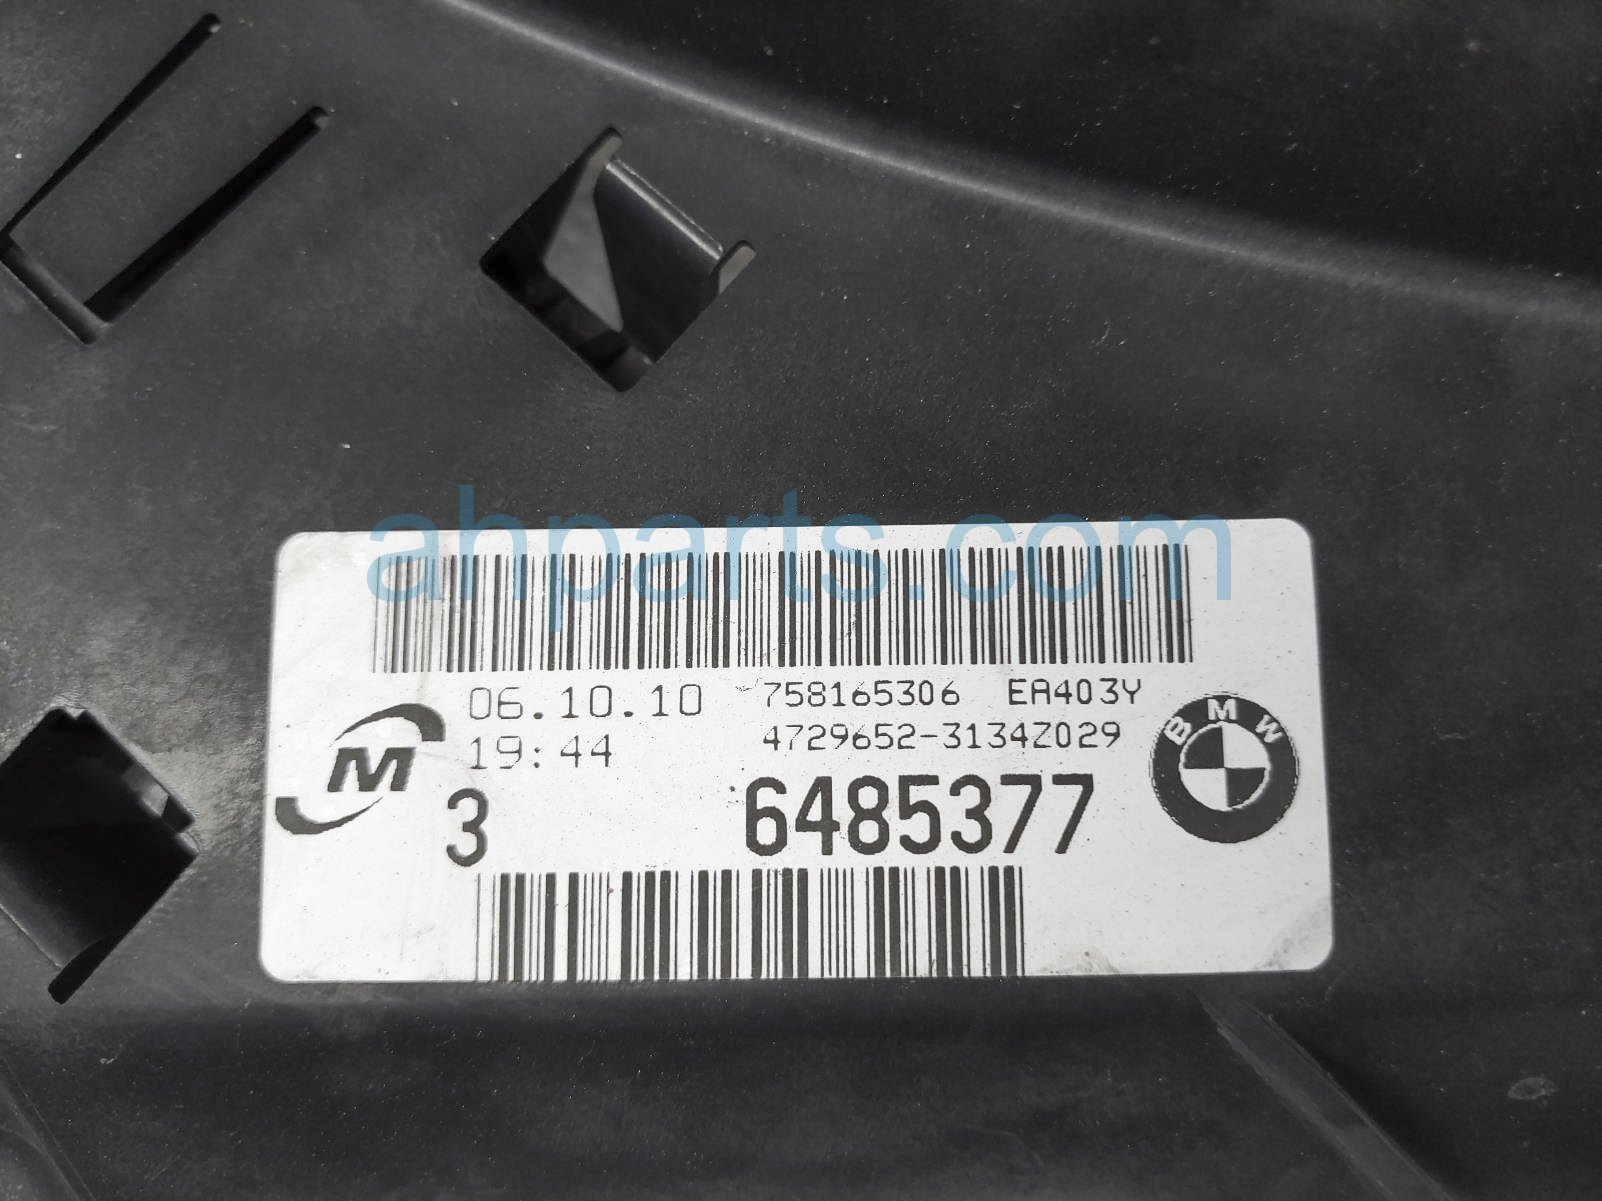 ahparts.com
06.10.10 758165306 EA403Y
19:44 4729652-3134Z029
M
BMW
3 6485377